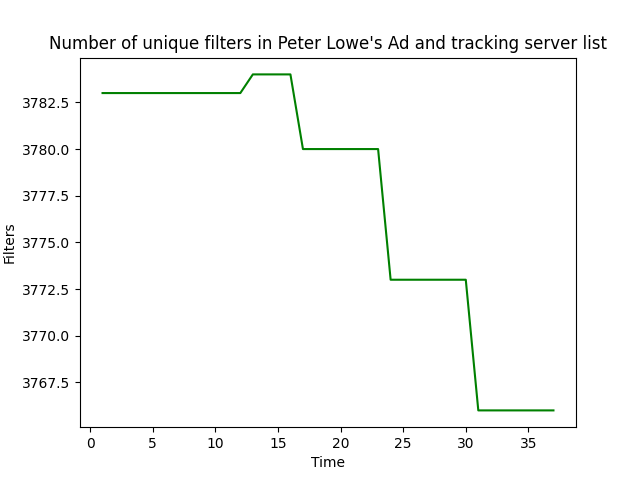 Number of unique filters in Peter Lowe's Ad and tracking server list
3782.5
3780.0
3777.5
3775.0
3772.5
3770.0
3767.5
Filters
0 5 10 15 20 25 30 35
Time